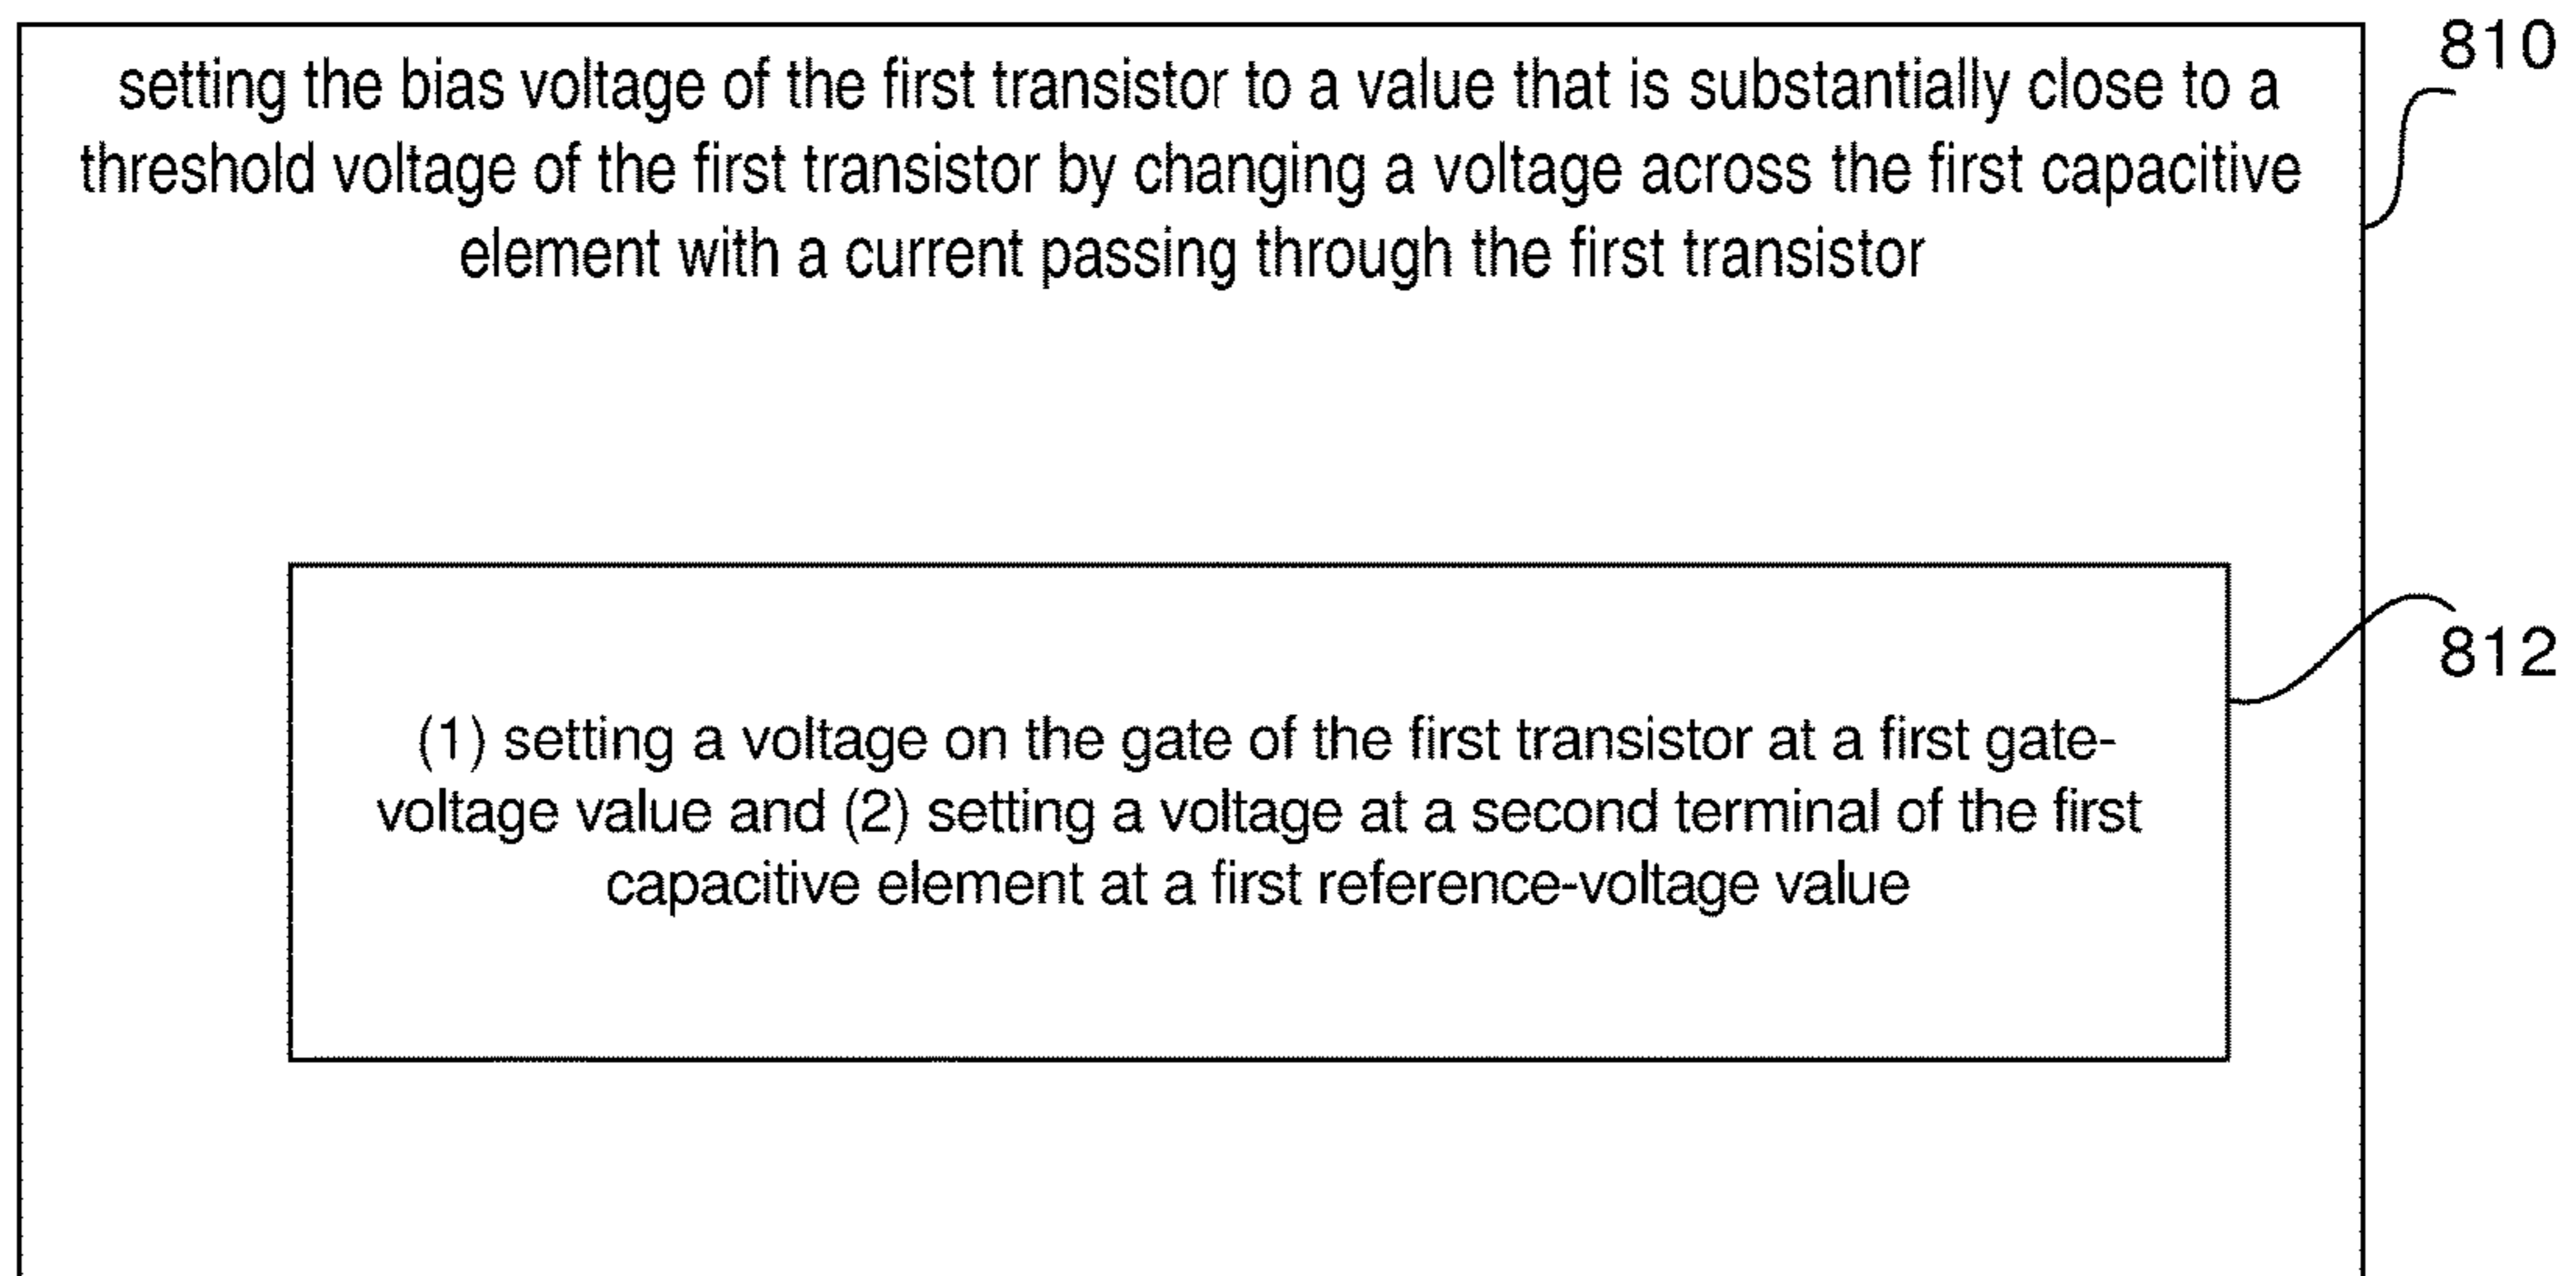 810
setting the bias voltage of the first transistor to a value that is substantially close to a
threshold voltage of the first transistor by changing a voltage across the first capacitive
element with a current passing through the first transistor
812
(1) setting a voltage on the gate of the first transistor at a first gate-
voltage value and (2) setting a voltage at a second terminal of the first
capacitive element at a first reference-voltage value